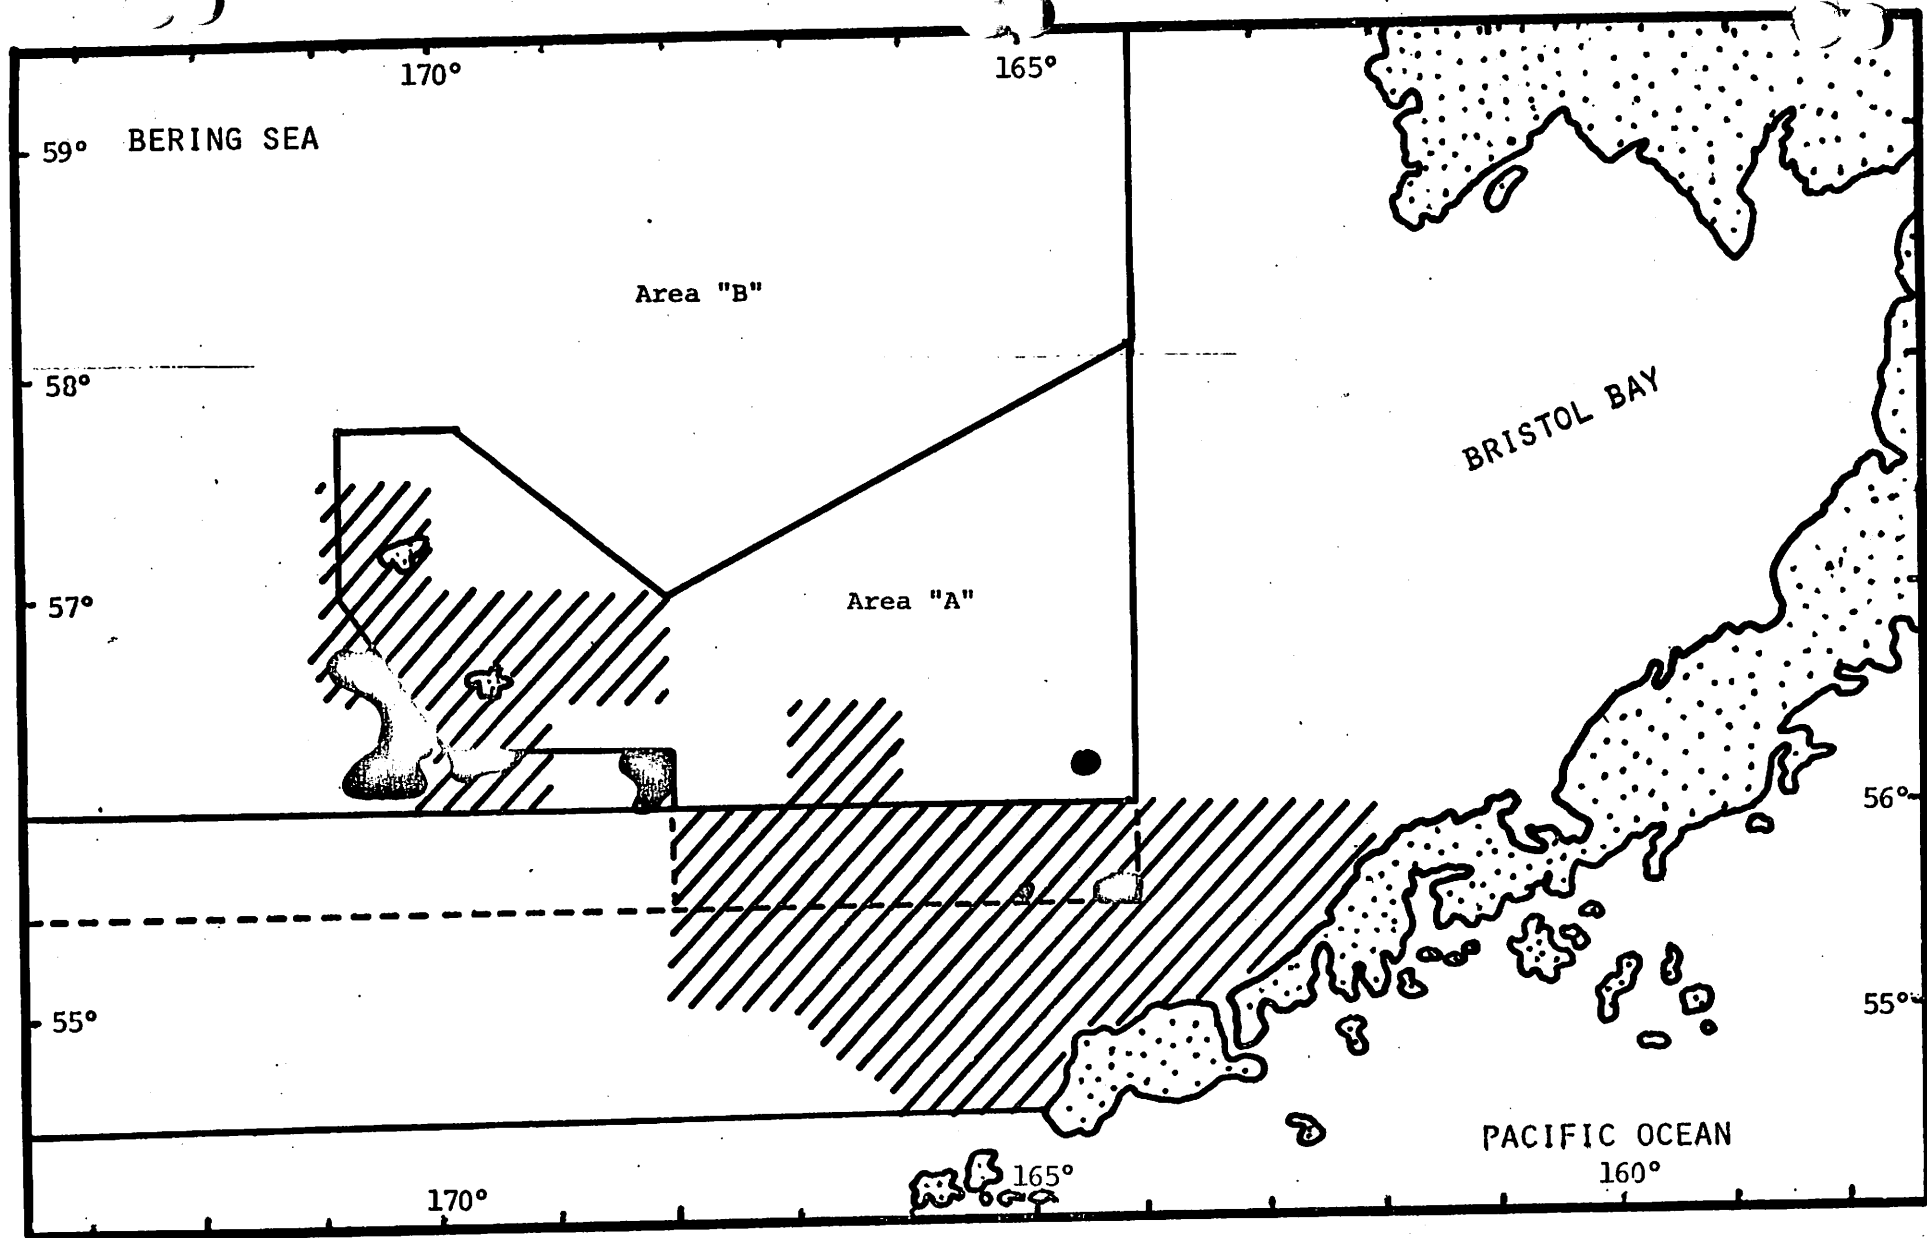 170°
165°
59°
BERING SEA
Area "B"
58°
BRISTOL BAY
57°
Area "A"
56°
55°
55°
PACIFIC OCEAN
165°
160°
170°